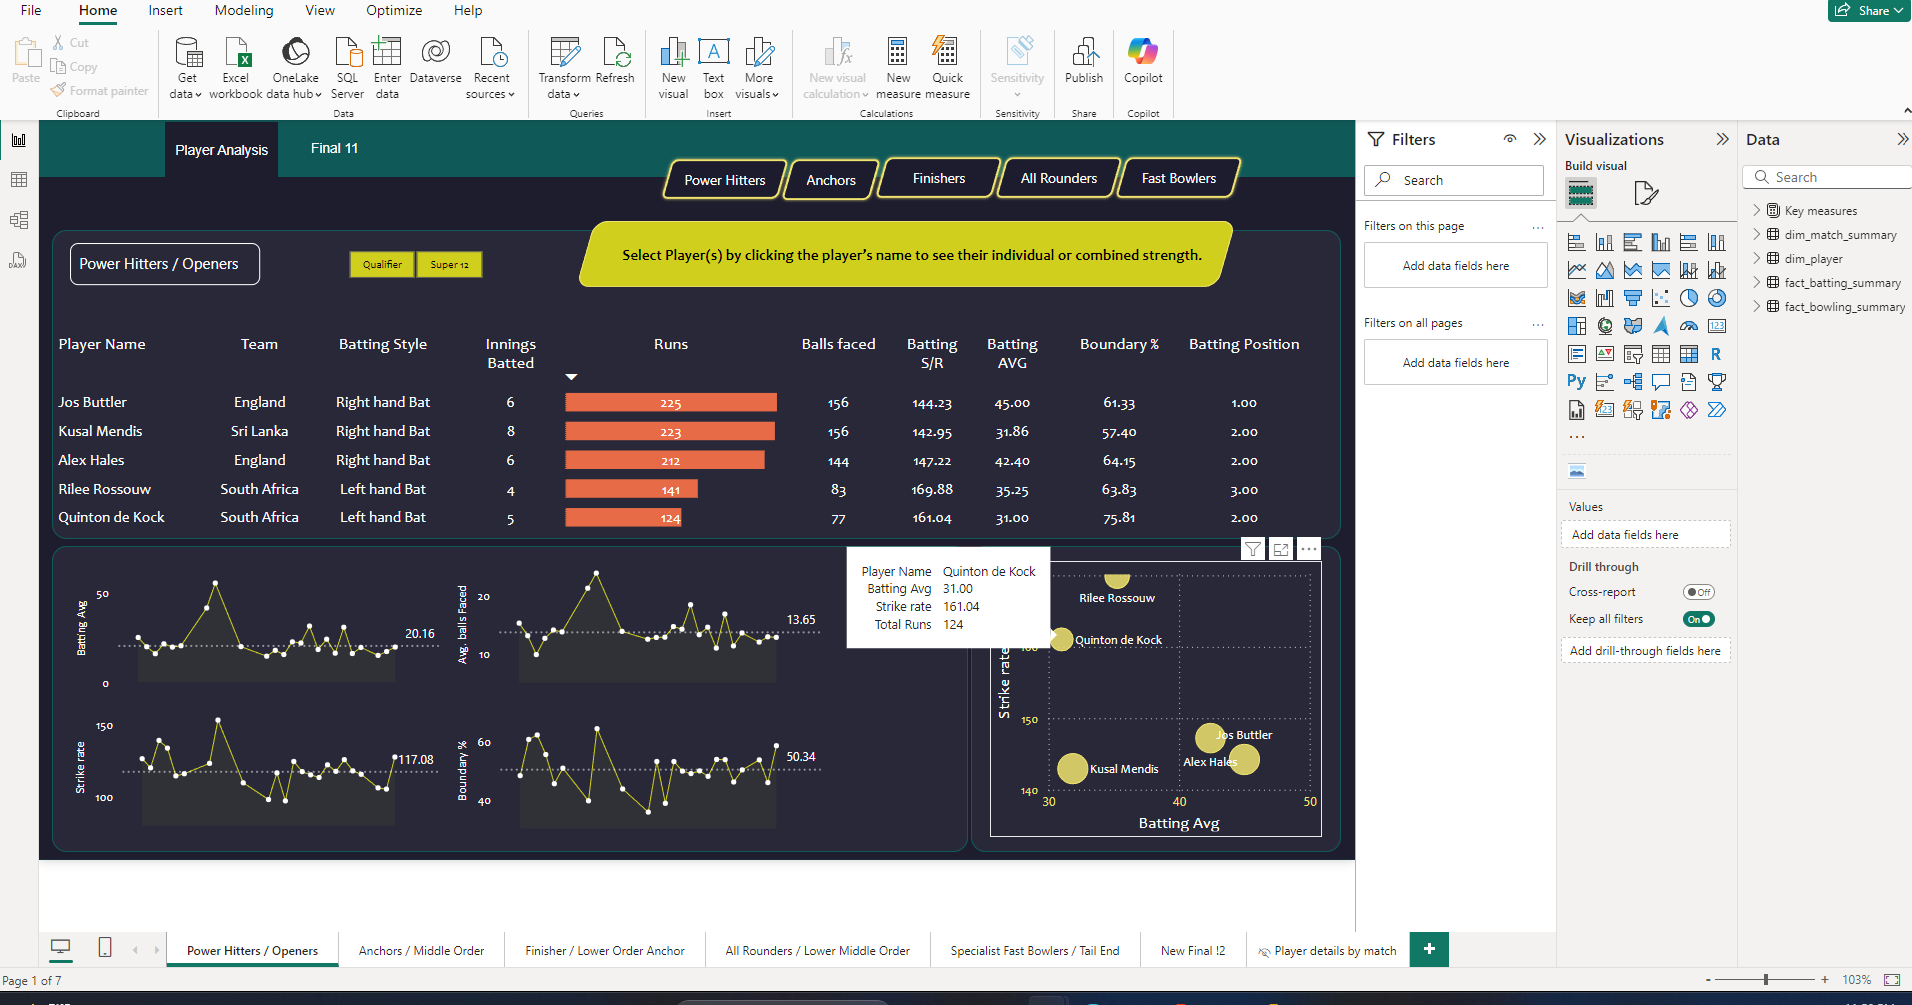 File Home Insert Modeling View Optimize Help
Share
Paste
Cut
Copy
Format painter
Clipboard
Get data
Excel workbook
OneLake data hub
SQL Server
Enter data
Dataverse
Recent sources
Data
Transform data
Refresh
Queries
New visual
Text box
More visuals
Insert
New visual calculation
New measure
Quick measure
Calculations
Sensitivity
Sensitivity
Publish
Share
Copilot
Copilot
Player Analysis
Final 11
Power Hitters
Anchors
Finishers
All Rounders
Fast Bowlers
Power Hitters / Openers
Qualifier
Super 12
Select Player(s) by clicking the player's name to see their individual or combined strength.
Player Name Team Batting Style Innings Batted Runs Balls faced Batting S/R Batting AVG Boundary % Batting Position
Jos Buttler England Right hand Bat 6 225 156 144.23 45.00 61.33 1.00
Kusal Mendis Sri Lanka Right hand Bat 8 223 156 142.95 31.86 57.40 2.00
Alex Hales England Right hand Bat 6 212 144 147.22 42.40 64.15 2.00
Rilee Rossouw South Africa Left hand Bat 4 141 83 169.88 35.25 63.83 3.00
Quinton de Kock South Africa Left hand Bat 5 124 77 161.04 31.00 75.81 2.00
Batting Avg
50
0
20.16
Avg. balls Faced
20
10
13.65
Strike rate
150
100
117.08
Boundary %
60
40
50.34
Player Name Quinton de Kock
Batting Avg 31.00
Strike rate 161.04
Total Runs 124
Rilee Rossouw
Quinton de Kock
Strike rate
150
Jos Buttler
Alex Hales
Kusal Mendis
140
30 40 50
Batting Avg
Filters
Search
Filters on this page
...
Add data fields here
Filters on all pages
...
Add data fields here
Visualizations
Build visual
123
R
Py
123
...
Values
Add data fields here
Drill through
Cross-report
Off
Keep all filters
On
Add drill-through fields here
Data
Search
Key measures
dim_match_summary
dim_player
fact_batting_summary
fact_bowling_summary
DAX
Power Hitters / Openers
Anchors / Middle Order
Finisher / Lower Order Anchor
All Rounders / Lower Middle Order
Specialist Fast Bowlers / Tail End
New Final !2
Player details by match
+
Page 1 of 7
- + 103%